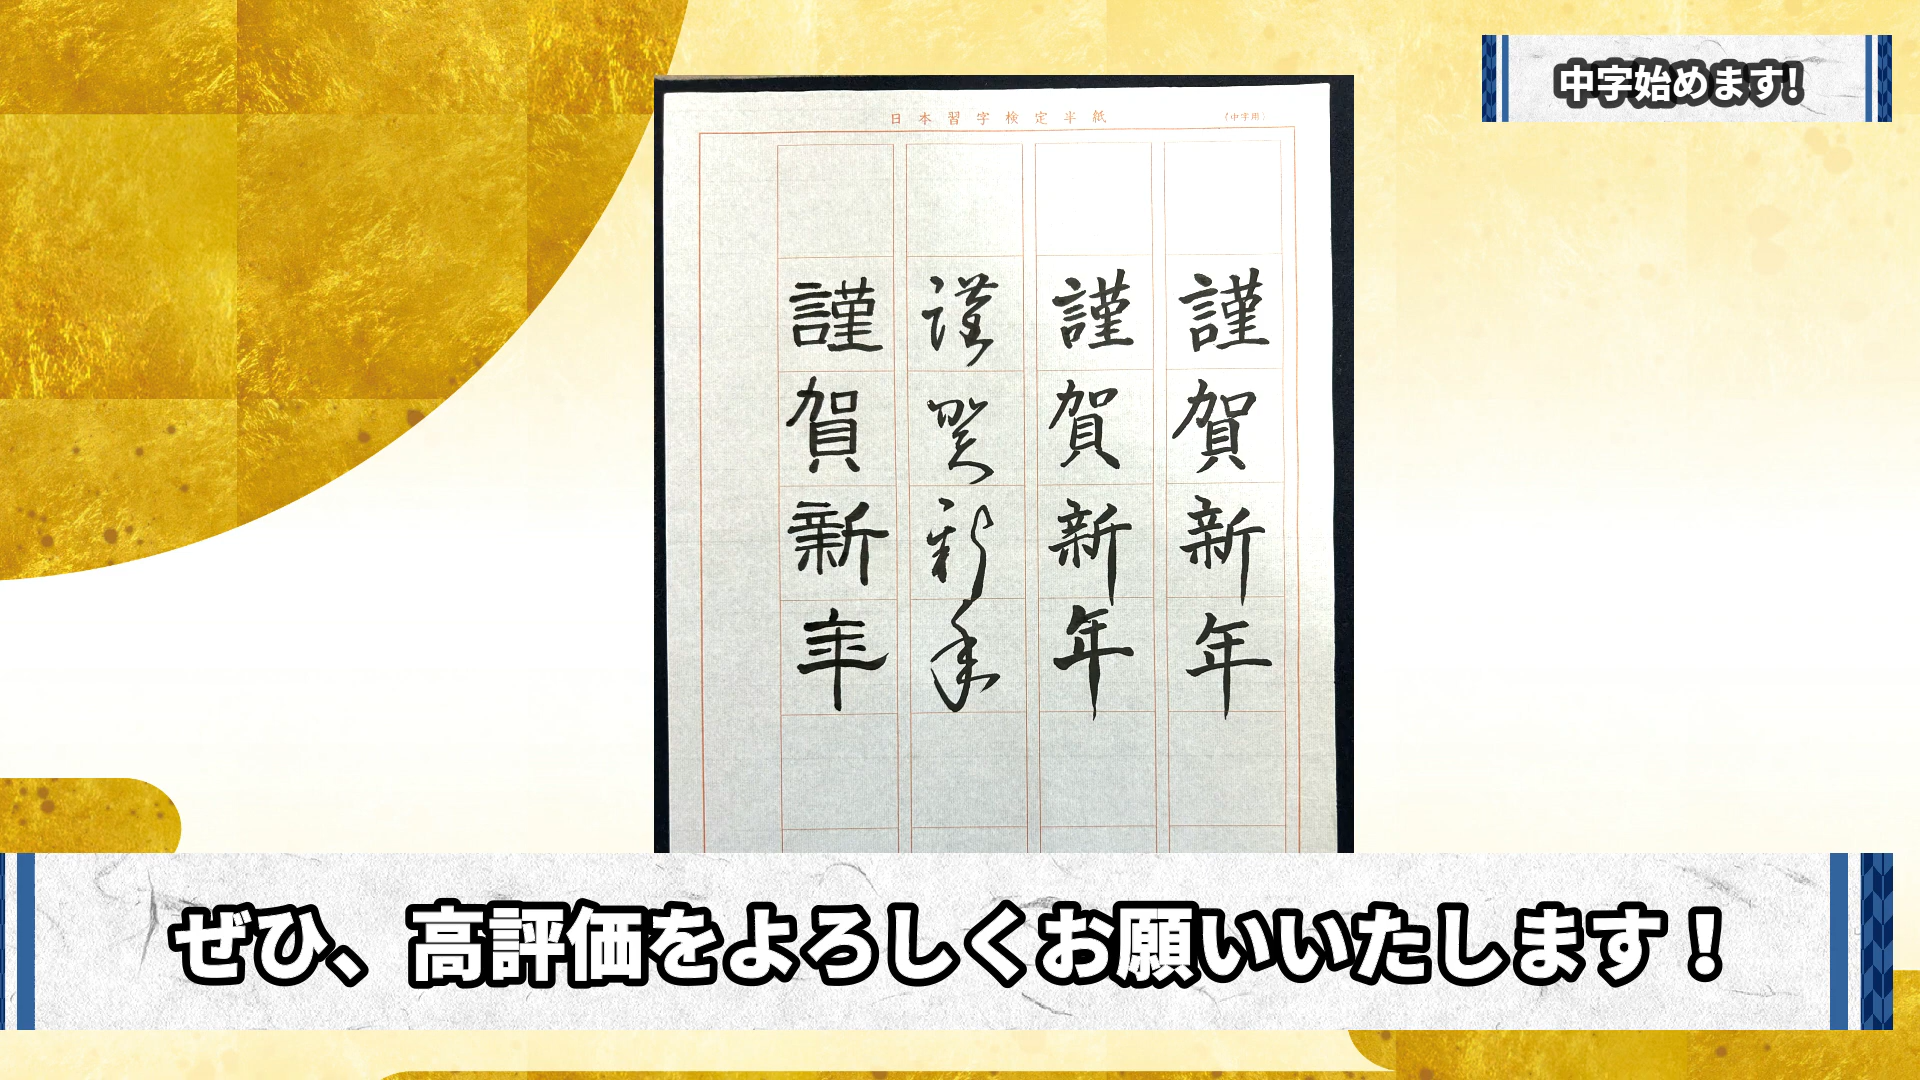 中字始めます!
日本習字検定半紙
(中字用)
謹賀新年
謹賀新年
謹賀新年
謹賀新年
ぜひ、高評価をよろしくお願いいたします！